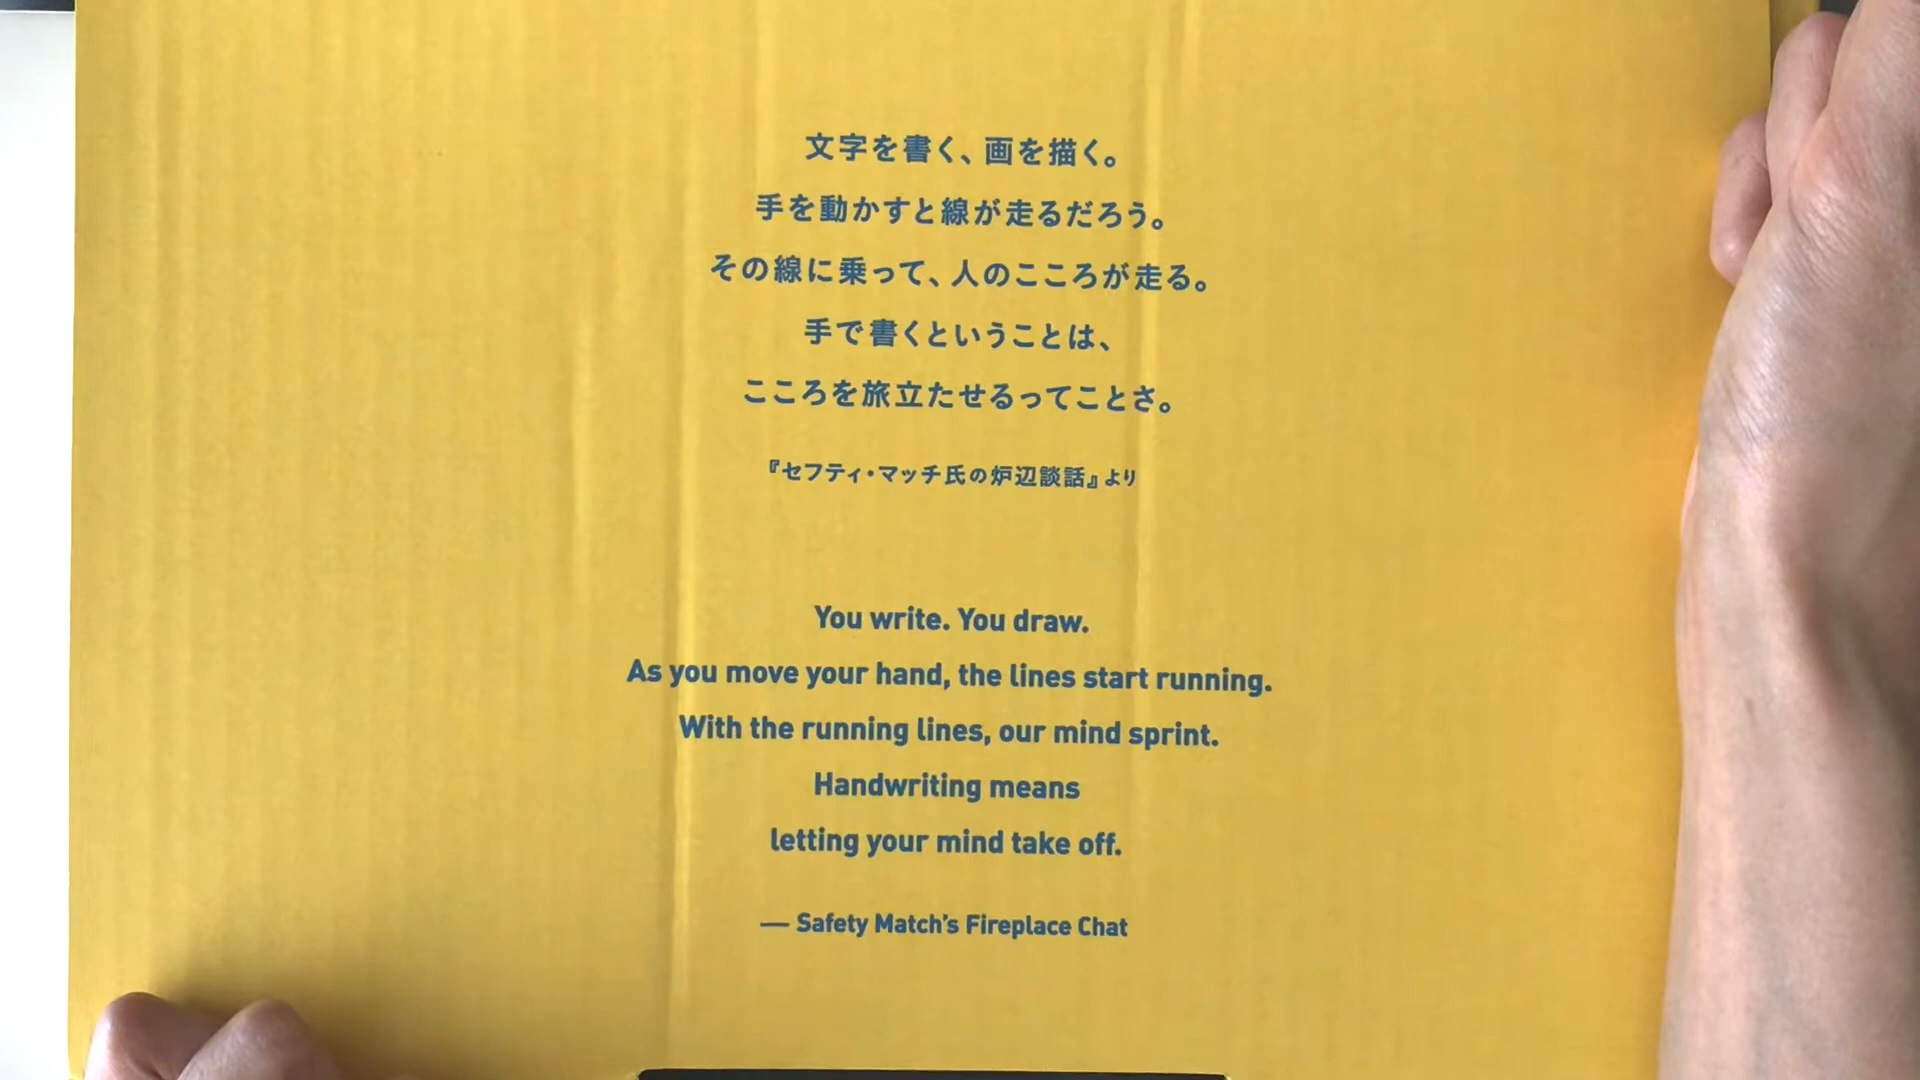 文字を書く、画を描く。
手を動かすと線が走るだろう。
その線に乗って、人のこころが走る。
手で書くということは、
こころを旅立たせるってことさ。
『セフティ・マッチ氏の炉辺談話』より
You write. You draw.
As you move your hand, the lines start running.
With the running lines, our mind sprint.
Handwriting means
letting your mind take off.
— Safety Match's Fireplace Chat